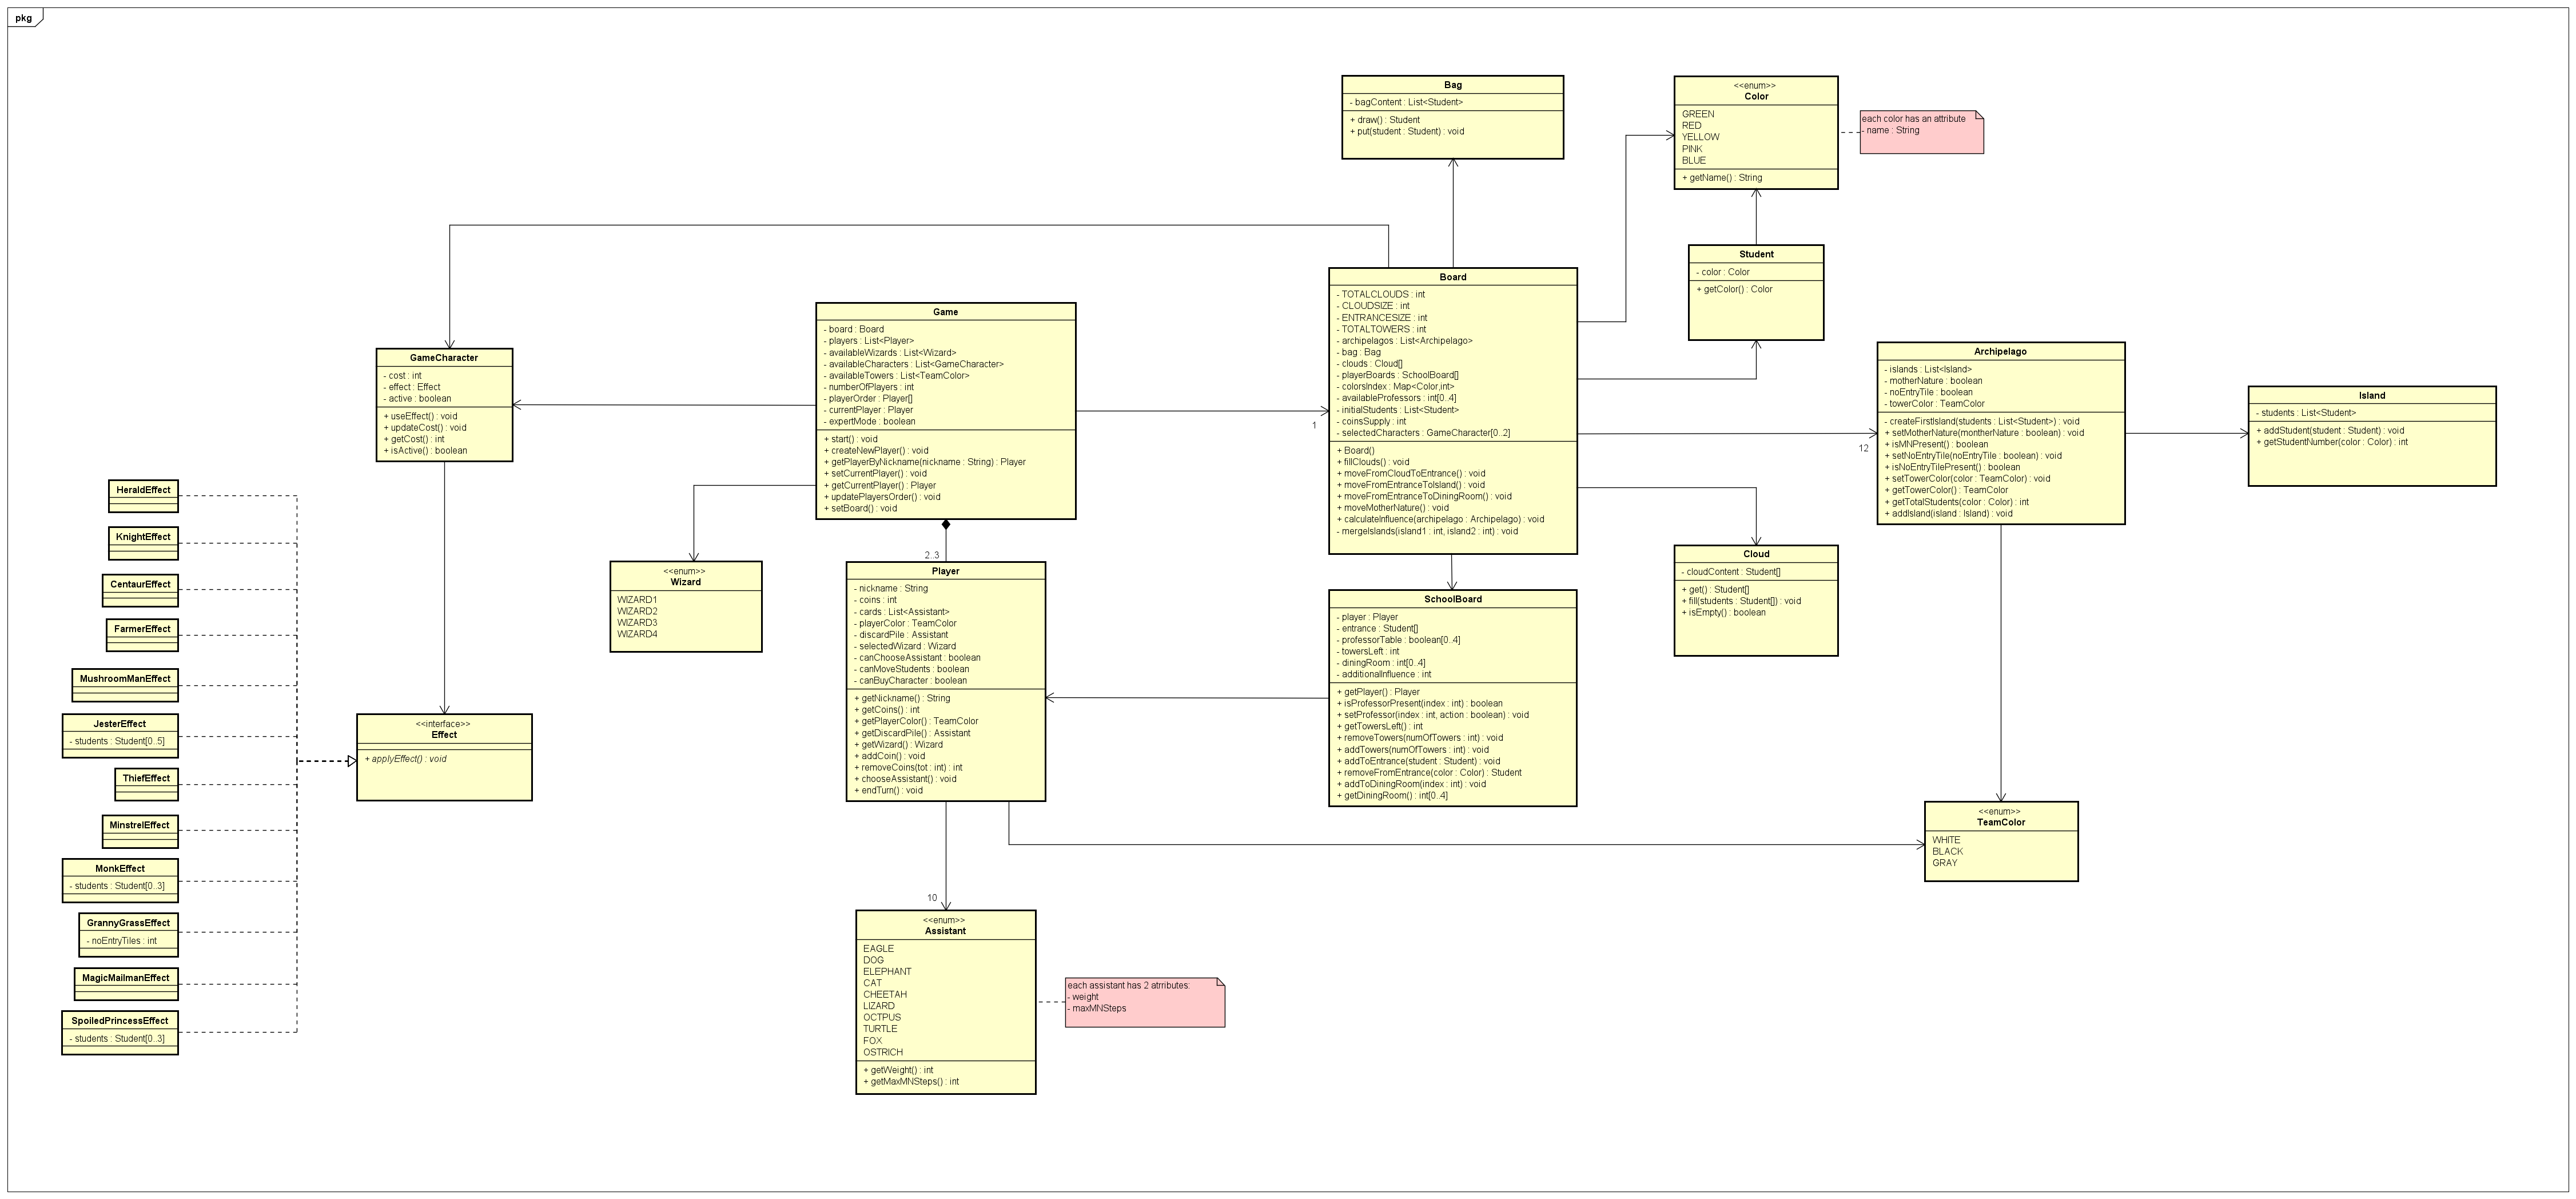 pkg
Bag
- bagContent : List<Student>
+ draw() : Student
+ put(student : Student) : void
<<enum>>
Color
GREEN
RED
YELLOW
PINK
BLUE
+ getName() : String
each color has an attribute
- name : String
Student
- color : Color
+ getColor() : Color
Board
- TOTALCLOUDS : int
- CLOUDSIZE : int
- ENTRANCESIZE : int
- TOTALTOWERS : int
- archipelagos : List<Archipelago>
- bag : Bag
- clouds : Cloud[]
- playerBoards : SchoolBoard[]
- colorsIndex : Map<Color,int>
- availableProfessors : int[0..4]
- initialStudents : List<Student>
- coinsSupply : int
- selectedCharacters : GameCharacter[0..2]
+ Board()
+ fillClouds() : void
+ moveFromCloudToEntrance() : void
+ moveFromEntranceToIsland() : void
+ moveFromEntranceToDiningRoom() : void
+ moveMotherNature() : void
+ calculateInfluence(archipelago : Archipelago) : void
- mergeIslands(island1 : int, island2 : int) : void
Game
- board : Board
- players : List<Player>
- availableWizards : List<Wizard>
- availableCharacters : List<GameCharacter>
- availableTowers : List<TeamColor>
- numberOfPlayers : int
- playerOrder : Player[]
- currentPlayer : Player
- expertMode : boolean
+ start() : void
+ createNewPlayer() : void
+ getPlayerByNickname(nickname : String) : Player
+ setCurrentPlayer() : void
+ getCurrentPlayer() : Player
+ updatePlayersOrder() : void
+ setBoard() : void
1
12
2..3
GameCharacter
- cost : int
- effect : Effect
- active : boolean
+ useEffect() : void
+ updateCost() : void
+ getCost() : int
+ isActive() : boolean
Archipelago
- islands : List<Island>
- motherNature : boolean
- noEntryTile : boolean
- towerColor : TeamColor
- createFirstIsland(students : List<Student>) : void
+ setMotherNature(montherNature : boolean) : void
+ isMNPresent() : boolean
+ setNoEntryTile(noEntryTile : boolean) : void
+ isNoEntryTilePresent() : boolean
+ setTowerColor(color : TeamColor) : void
+ getTowerColor() : TeamColor
+ getTotalStudents(color : Color) : int
+ addIsland(island : Island) : void
Island
- students : List<Student>
+ addStudent(student : Student) : void
+ getStudentNumber(color : Color) : int
<<enum>>
Wizard
WIZARD1
WIZARD2
WIZARD3
WIZARD4
Player
- nickname : String
- coins : int
- cards : List<Assistant>
- playerColor : TeamColor
- discardPile : Assistant
- selectedWizard : Wizard
- canChooseAssistant : boolean
- canMoveStudents : boolean
- canBuyCharacter : boolean
+ getNickname() : String
+ getCoins() : int
+ getPlayerColor() : TeamColor
+ getDiscardPile() : Assistant
+ getWizard() : Wizard
+ addCoin() : void
+ removeCoins(tot : int) : int
+ chooseAssistant() : void
+ endTurn() : void
SchoolBoard
- player : Player
- entrance : Student[]
- professorTable : boolean[0..4]
- towersLeft : int
- diningRoom : int[0..4]
- additionalInfluence : int
+ getPlayer() : Player
+ isProfessorPresent(index : int) : boolean
+ setProfessor(index : int, action : boolean) : void
+ getTowersLeft() : int
+ removeTowers(numOfTowers : int) : void
+ addTowers(numOfTowers : int) : void
+ addToEntrance(student : Student) : void
+ removeFromEntrance(color : Color) : Student
+ addToDiningRoom(index : int) : void
+ getDiningRoom() : int[0..4]
Cloud
- cloudContent : Student[]
+ get() : Student[]
+ fill(students : Student[]) : void
+ isEmpty() : boolean
HeraldEffect
KnightEffect
CentaurEffect
FarmerEffect
MushroomManEffect
JesterEffect
- students : Student[0..5]
ThiefEffect
MinstrelEffect
MonkEffect
- students : Student[0..3]
GrannyGrassEffect
- noEntryTiles : int
MagicMailmanEffect
SpoiledPrincessEffect
- students : Student[0..3]
<<interface>>
Effect
+ applyEffect() : void
<<enum>>
TeamColor
WHITE
BLACK
GRAY
10
<<enum>>
Assistant
EAGLE
DOG
ELEPHANT
CAT
CHEETAH
LIZARD
OCTPUS
TURTLE
FOX
OSTRICH
+ getWeight() : int
+ getMaxMNSteps() : int
each assistant has 2 atrributes:
- weight
- maxMNSteps